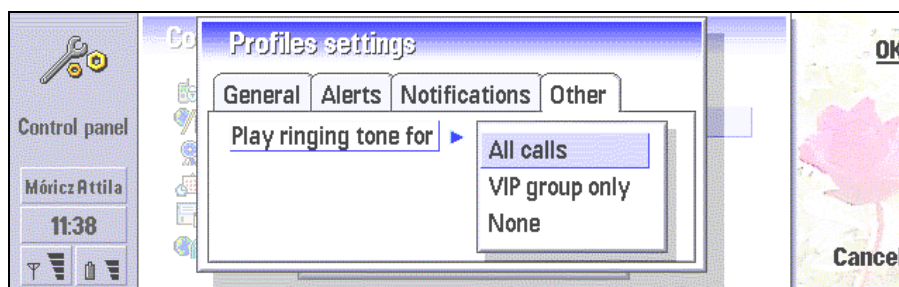 Control panel
Móricz Attila
11:38
Co
Profiles settings
General Alerts Notifications Other
Play ringing tone for
All calls
VIP group only
None
OK
Cancel